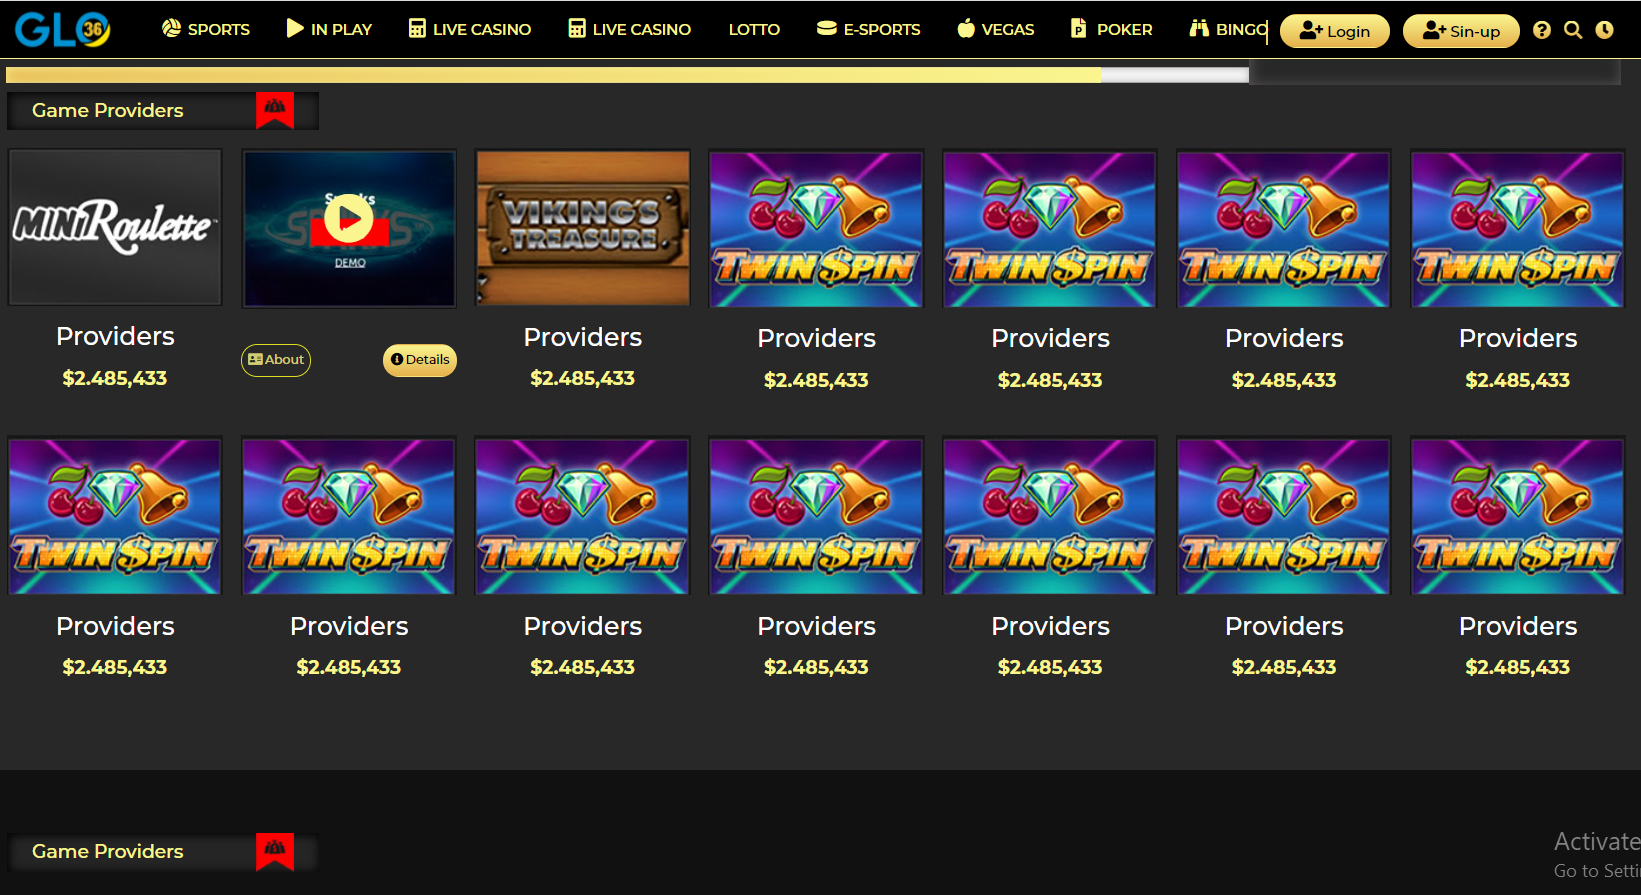 GLO 36 SPORTS IN PLAY LIVE CASINO LIVE CASINO LOTTO E-SPORTS VEGAS POKER BINGO Login Sin-up
Game Providers
MINI Roulette
Sparks
SPARKS
DEMO
VIKING'S
TREASURE
TWIN SPIN
TWIN SPIN
TWIN SPIN
TWIN SPIN
Providers
About
Details
Providers
Providers
Providers
Providers
Providers
$2.485,433
$2.485,433
$2.485,433
$2.485,433
$2.485,433
$2.485,433
TWIN SPIN
TWIN SPIN
TWIN SPIN
TWIN SPIN
TWIN SPIN
TWIN SPIN
TWIN SPIN
Providers
Providers
Providers
Providers
Providers
Providers
Providers
$2.485,433
$2.485,433
$2.485,433
$2.485,433
$2.485,433
$2.485,433
$2.485,433
Game Providers
Activate
Go to Setti